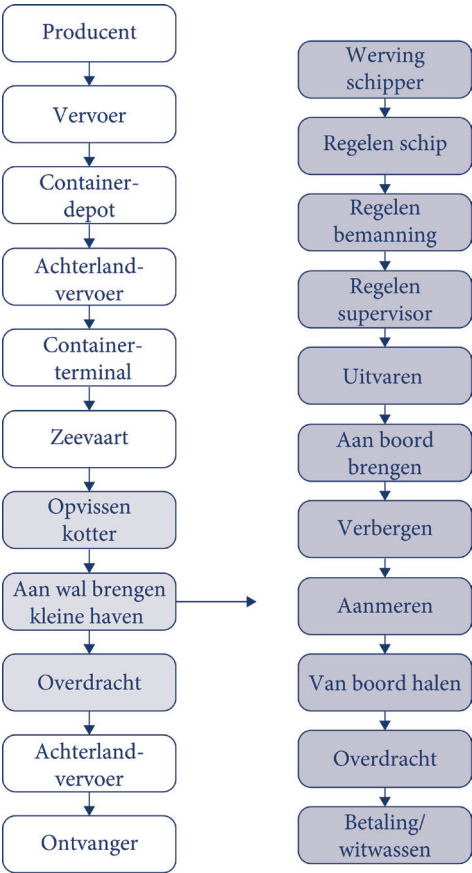 Producent
Vervoer
Container-
depot
Achterland-
vervoer
Container-
terminal
Zeevaart
Opvissen
kotter
Aan wal brengen
kleine haven
Overdracht
Achterland-
vervoer
Ontvanger
Werving
schipper
Regelen schip
Regelen
bemanning
Regelen
supervisor
Uitvaren
Aan boord
brengen
Verbergen
Aanmeren
Van boord halen
Overdracht
Betaling/
witwassen